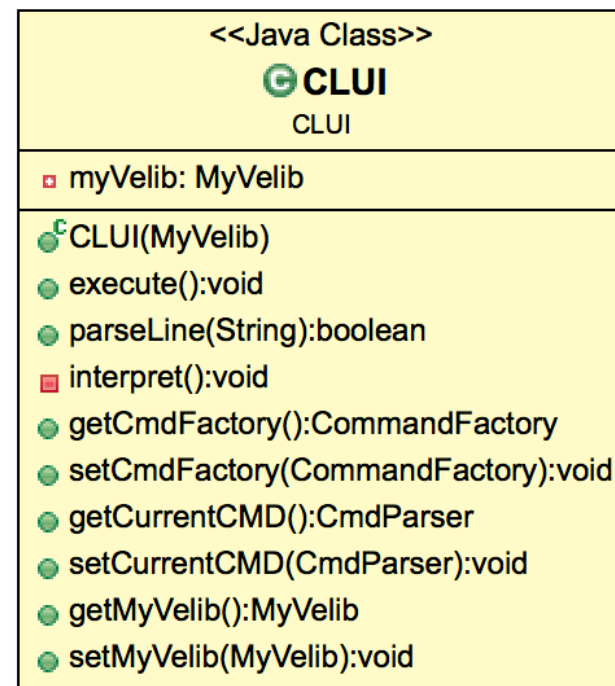 <<Java Class>>
CLUI
CLUI
myVelib: MyVelib
CLUI(MyVelib)
execute():void
parseLine(String):boolean
interpret():void
getCmdFactory():CommandFactory
setCmdFactory(CommandFactory):void
getCurrentCMD():CmdParser
setCurrentCMD(CmdParser):void
getMyVelib():MyVelib
setMyVelib(MyVelib):void